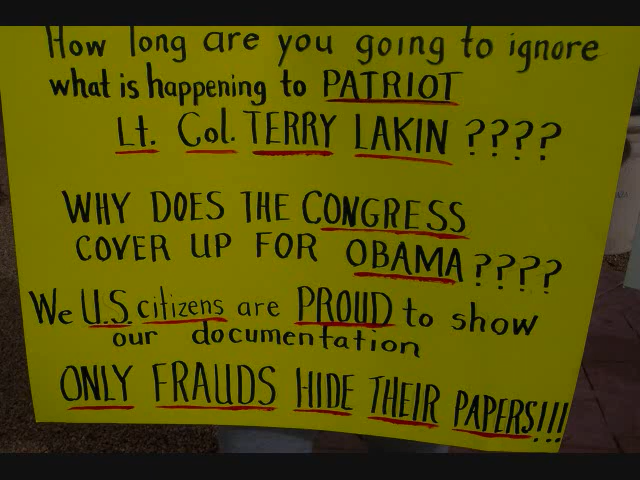 How long are you going to ignore
what is happening to PATRIOT
Lt. Col. TERRY LAKIN ????
WHY DOES THE CONGRESS
COVER UP FOR OBAMA ????
We U.S. citizens are PROUD to show
our documentation
ONLY FRAUDS HIDE THEIR PAPERS!!!